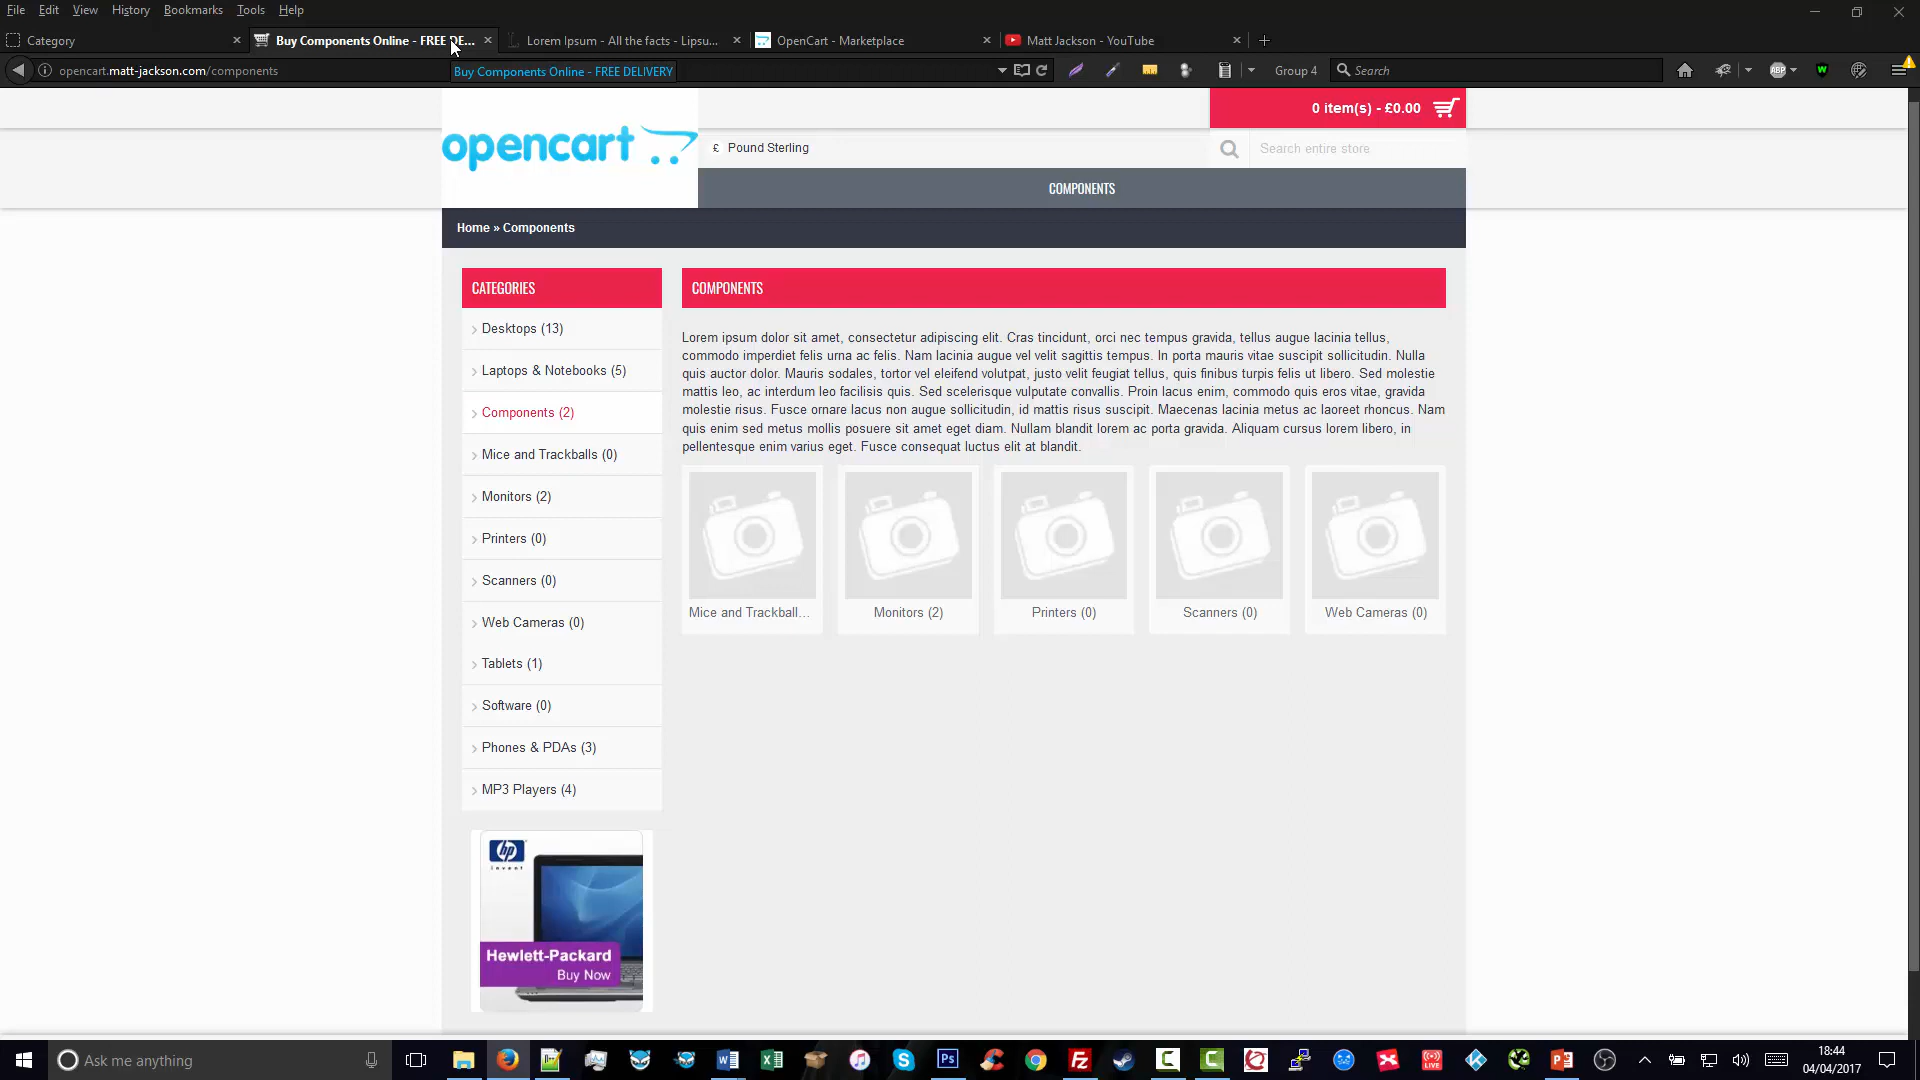 File Edit View History Bookmarks Tools Help
Category
Buy Components Online - FREE DE...
Lorem Ipsum - All the facts - Lipsu...
OpenCart - Marketplace
Matt Jackson - YouTube
opencart.matt-jackson.com/components
Buy Components Online - FREE DELIVERY
Group 4
Search
ABP
0 item(s) - £0.00
opencart
£ Pound Sterling
Search entire store
COMPONENTS
Home » Components
CATEGORIES
Desktops (13)
Laptops & Notebooks (5)
Components (2)
Mice and Trackballs (0)
Monitors (2)
Printers (0)
Scanners (0)
Web Cameras (0)
Tablets (1)
Software (0)
Phones & PDAs (3)
MP3 Players (4)
COMPONENTS
Lorem ipsum dolor sit amet, consectetur adipiscing elit. Cras tincidunt, orci nec tempus gravida, tellus augue lacinia tellus,
commodo imperdiet felis urna ac felis. Nam lacinia augue vel velit sagittis tempus. In porta mauris vitae suscipit sollicitudin. Nulla
quis auctor dolor. Mauris sodales, tortor vel eleifend volutpat, justo velit feugiat tellus, quis finibus turpis felis ut libero. Sed molestie
mattis leo, ac interdum leo facilisis quis. Sed scelerisque vulputate convallis. Proin lacus enim, commodo quis eros vitae, gravida
molestie risus. Fusce ornare lacus non augue sollicitudin, id mattis risus suscipit. Maecenas lacinia metus ac laoreet rhoncus. Nam
quis enim sed metus mollis posuere sit amet eget diam. Nullam blandit lorem ac porta gravida. Aliquam cursus lorem libero, in
pellentesque enim varius eget. Fusce consequat luctus elit at blandit.
Mice and Trackball...
Monitors (2)
Printers (0)
Scanners (0)
Web Cameras (0)
hp
invent
Hewlett-Packard
Buy Now
Ask me anything
Ps
LIVE
18:44
04/04/2017